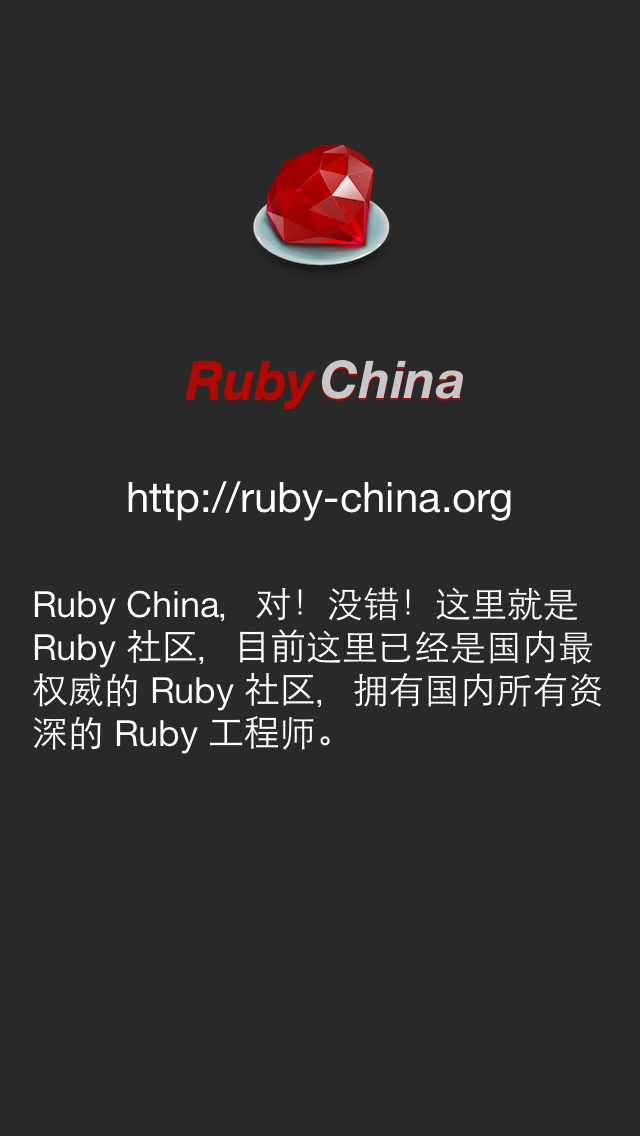 Ruby China
http://ruby-china.org
Ruby China，对！没错！这里就是
Ruby 社区，目前这里已经是国内最
权威的 Ruby 社区，拥有国内所有资
深的 Ruby 工程师。